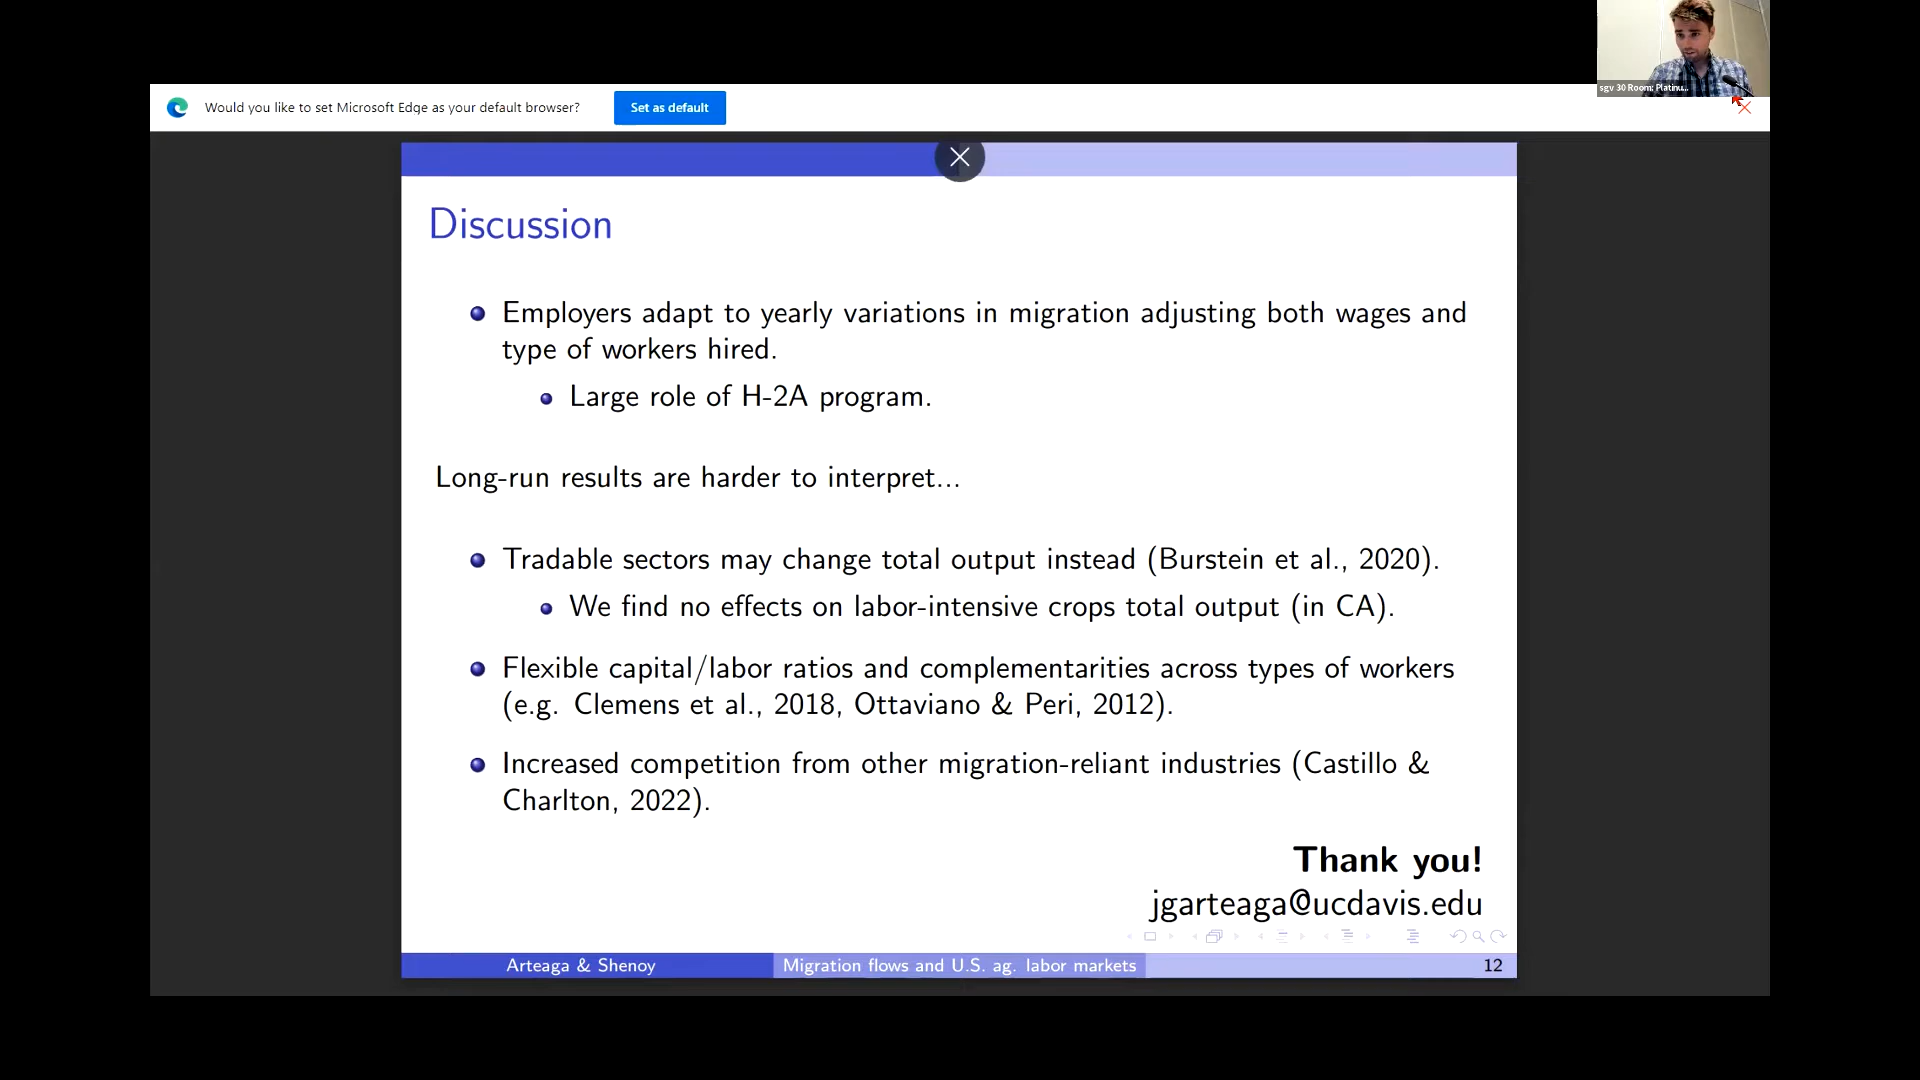 sgv 30 Room: Platinu...
Would you like to set Microsoft Edge as your default browser?
Set as default
Discussion
Employers adapt to yearly variations in migration adjusting both wages and
type of workers hired.
Large role of H-2A program.
Long-run results are harder to interpret...
Tradable sectors may change total output instead (Burstein et al., 2020).
We find no effects on labor-intensive crops total output (in CA).
Flexible capital/labor ratios and complementarities across types of workers
(e.g. Clemens et al., 2018, Ottaviano & Peri, 2012).
Increased competition from other migration-reliant industries (Castillo &
Charlton, 2022).
Thank you!
jgarteaga@ucdavis.edu
Arteaga & Shenoy
Migration flows and U.S. ag. labor markets
12